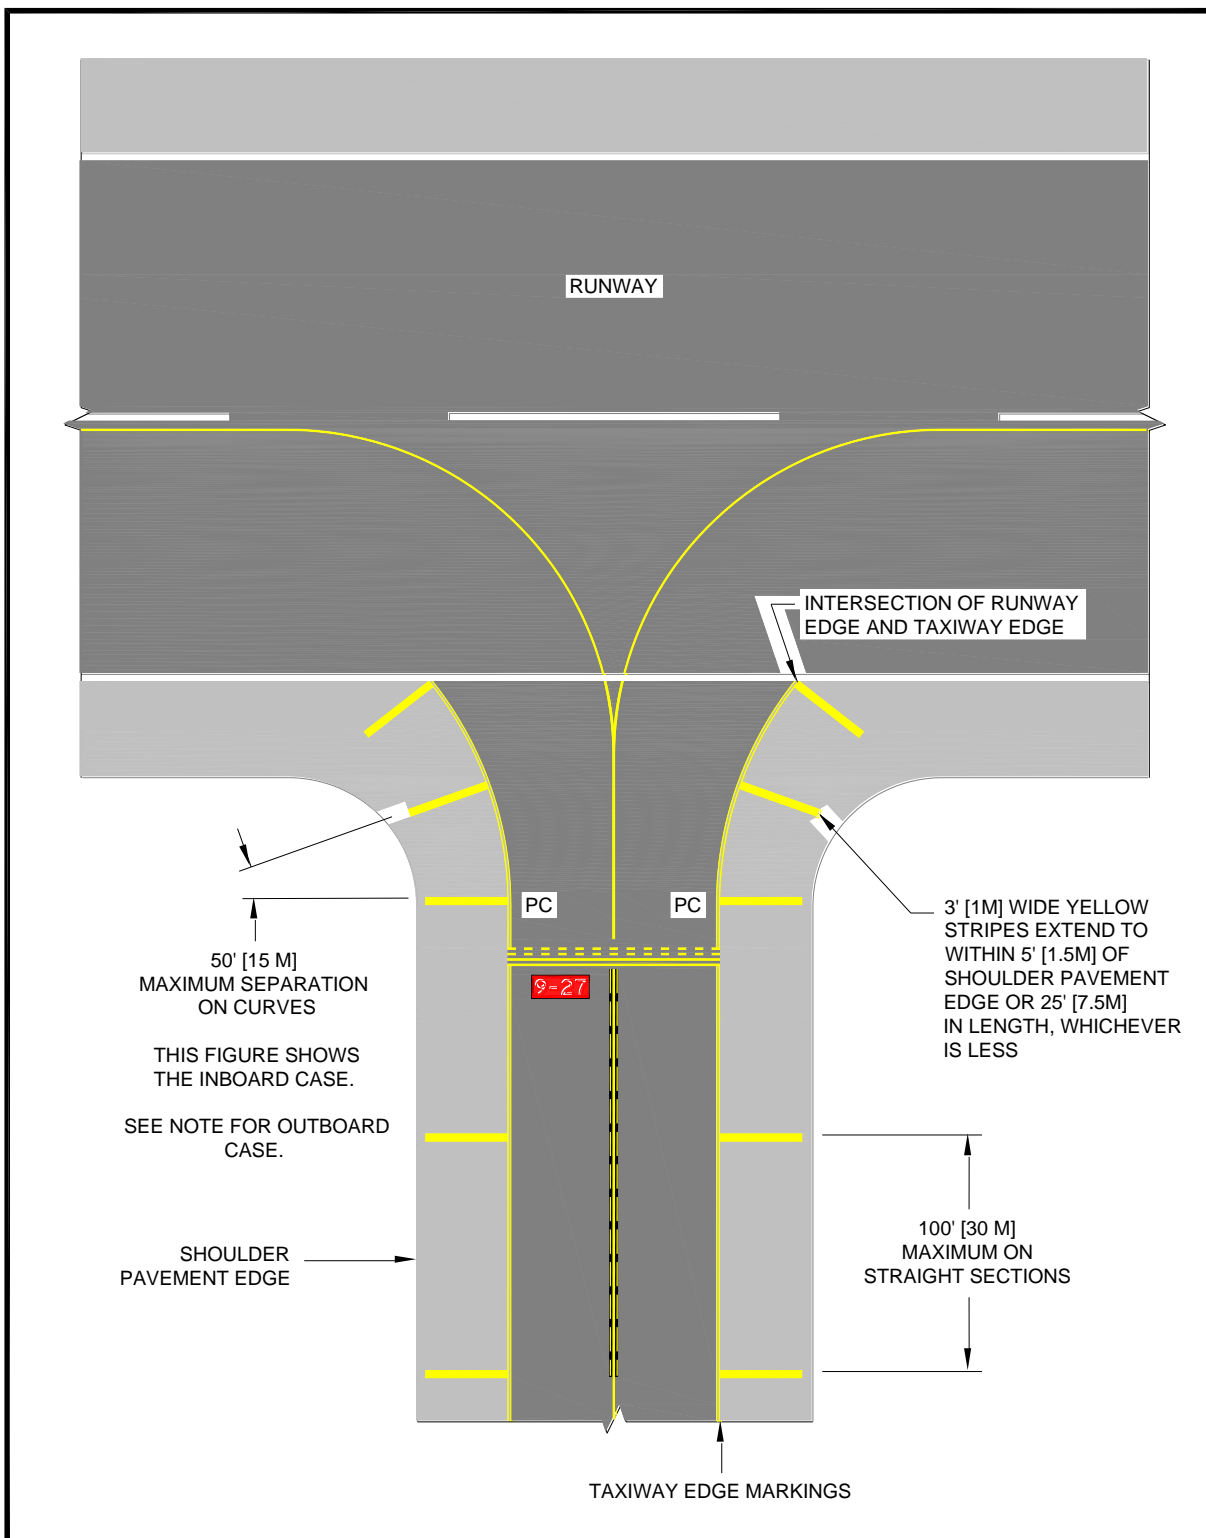 RUNWAY
INTERSECTION OF RUNWAY
EDGE AND TAXIWAY EDGE
PC
PC
3' [1M] WIDE YELLOW
STRIPES EXTEND TO
WITHIN 5' [1.5M] OF
SHOULDER PAVEMENT
EDGE OR 25' [7.5M]
IN LENGTH, WHICHEVER
IS LESS
50' [15 M]
MAXIMUM SEPARATION
ON CURVES
THIS FIGURE SHOWS
THE INBOARD CASE.
SEE NOTE FOR OUTBOARD
CASE.
9-27
SHOULDER
PAVEMENT EDGE
100' [30 M]
MAXIMUM ON
STRAIGHT SECTIONS
TAXIWAY EDGE MARKINGS